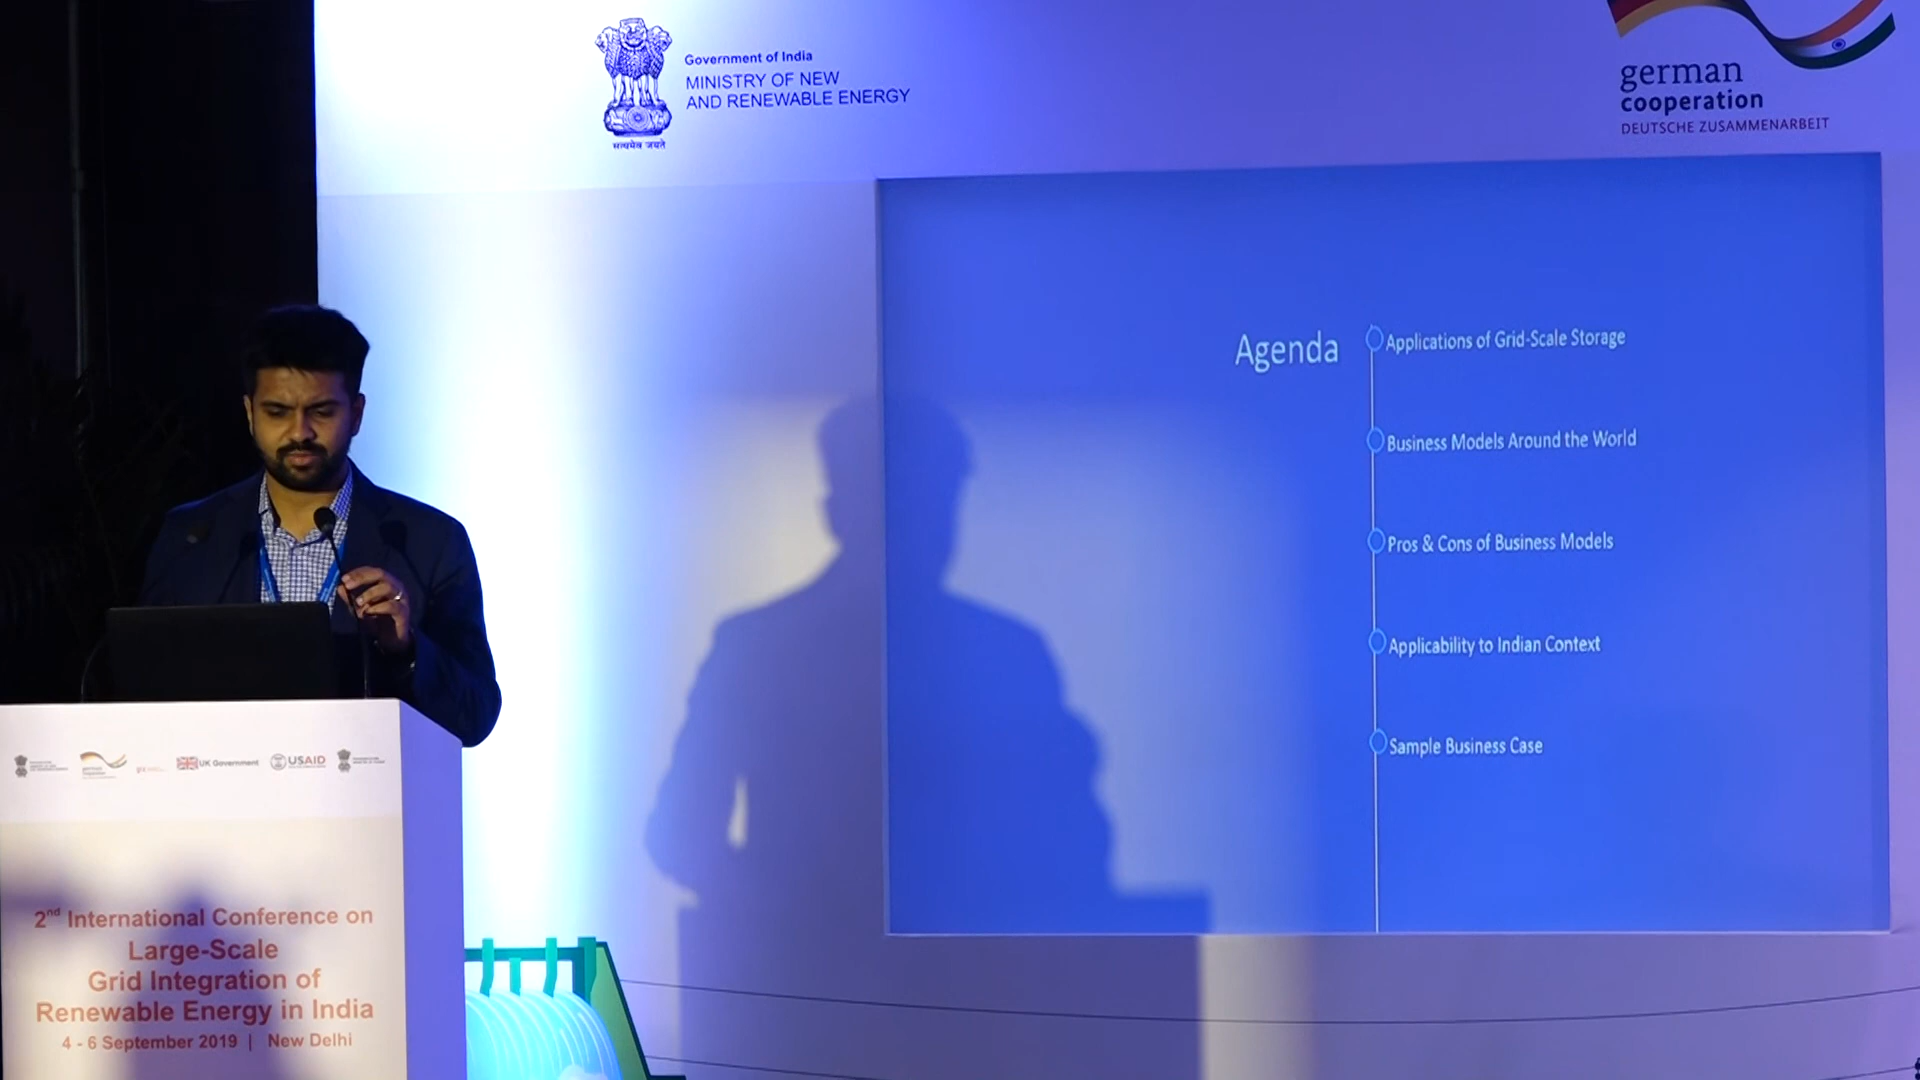 Government of India
MINISTRY OF NEW
AND RENEWABLE ENERGY
सत्यमेव जयते
german
cooperation
DEUTSCHE ZUSAMMENARBEIT
Agenda
Applications of Grid-Scale Storage
Business Models Around the World
Pros & Cons of Business Models
Applicability to Indian Context
Sample Business Case
UK Government
USAID
2nd International Conference on
Large-Scale
Grid Integration of
Renewable Energy in India
4 - 6 September 2019 | New Delhi